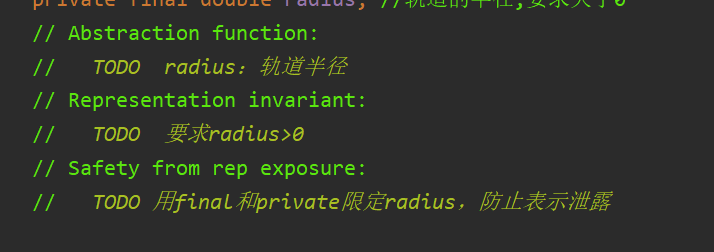 private final double radius; //轨道的半径,要求大于0
// Abstraction function:
//   TODO  radius：轨道半径
// Representation invariant:
//   TODO  要求radius>0
// Safety from rep exposure:
//   TODO 用final和private限定radius，防止表示泄露